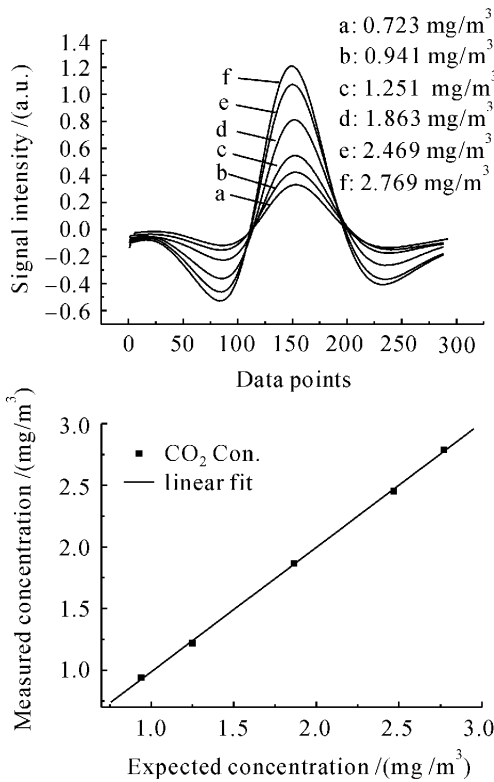 a: 0.723 mg/m³
b: 0.941 mg/m³
c: 1.251 mg/m³
d: 1.863 mg/m³
e: 2.469 mg/m³
f: 2.769 mg/m³
1.4
1.2
1.0
0.8
0.6
0.4
0.2
0.0
−0.2
−0.4
−0.6
f
e
d
c
b
a
Signal intensity /(a.u.)
0 50 100 150 200 250 300
Data points
3.0
2.5
2.0
1.5
1.0
Measured concentration /(mg/m³)
CO₂ Con.
linear fit
1.0 1.5 2.0 2.5 3.0
Expected concentration /(mg /m³)